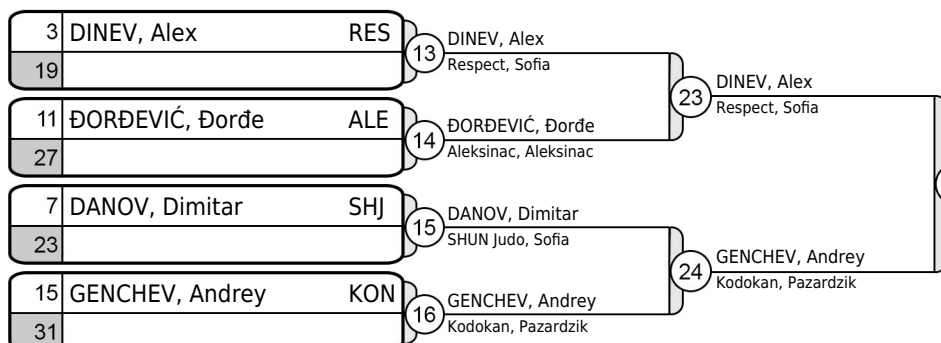 3 DINEV, Alex RES
19
13
DINEV, Alex
Respect, Sofia
11 ĐORĐEVIĆ, Đorđe ALE
27
14
ĐORĐEVIĆ, Đorđe
Aleksinac, Aleksinac
23
DINEV, Alex
Respect, Sofia
7 DANOV, Dimitar SHJ
23
15
DANOV, Dimitar
SHUN Judo, Sofia
15 GENCHEV, Andrey KON
31
16
GENCHEV, Andrey
Kodokan, Pazardzik
24
GENCHEV, Andrey
Kodokan, Pazardzik